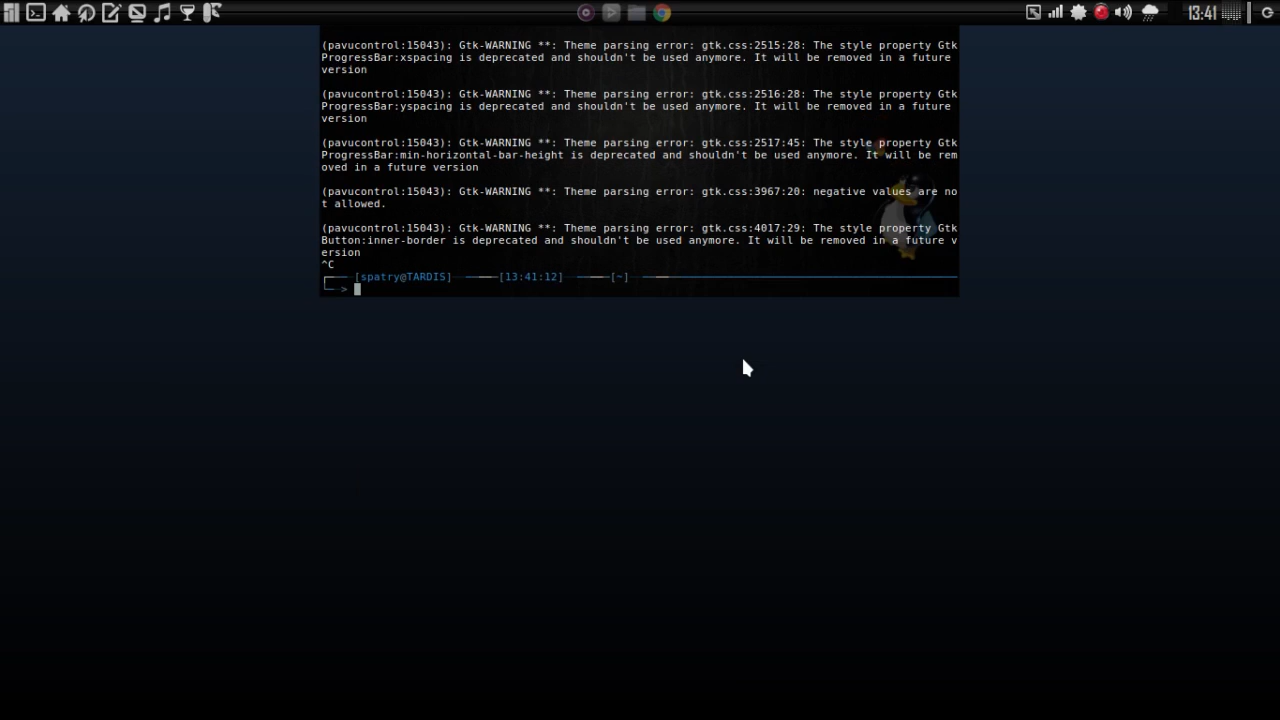 13:41
(pavucontrol:15043): Gtk-WARNING **: Theme parsing error: gtk.css:2515:28: The style property Gtk
ProgressBar:xspacing is deprecated and shouldn't be used anymore. It will be removed in a future
version
(pavucontrol:15043): Gtk-WARNING **: Theme parsing error: gtk.css:2516:28: The style property Gtk
ProgressBar:yspacing is deprecated and shouldn't be used anymore. It will be removed in a future
version
(pavucontrol:15043): Gtk-WARNING **: Theme parsing error: gtk.css:2517:45: The style property Gtk
ProgressBar:min-horizontal-bar-height is deprecated and shouldn't be used anymore. It will be rem
oved in a future version
(pavucontrol:15043): Gtk-WARNING **: Theme parsing error: gtk.css:3967:20: negative values are no
t allowed.
(pavucontrol:15043): Gtk-WARNING **: Theme parsing error: gtk.css:4017:29: The style property Gtk
Button:inner-border is deprecated and shouldn't be used anymore. It will be removed in a future v
ersion
^C
[spatry@TARDIS] [13:41:12] [~]
>